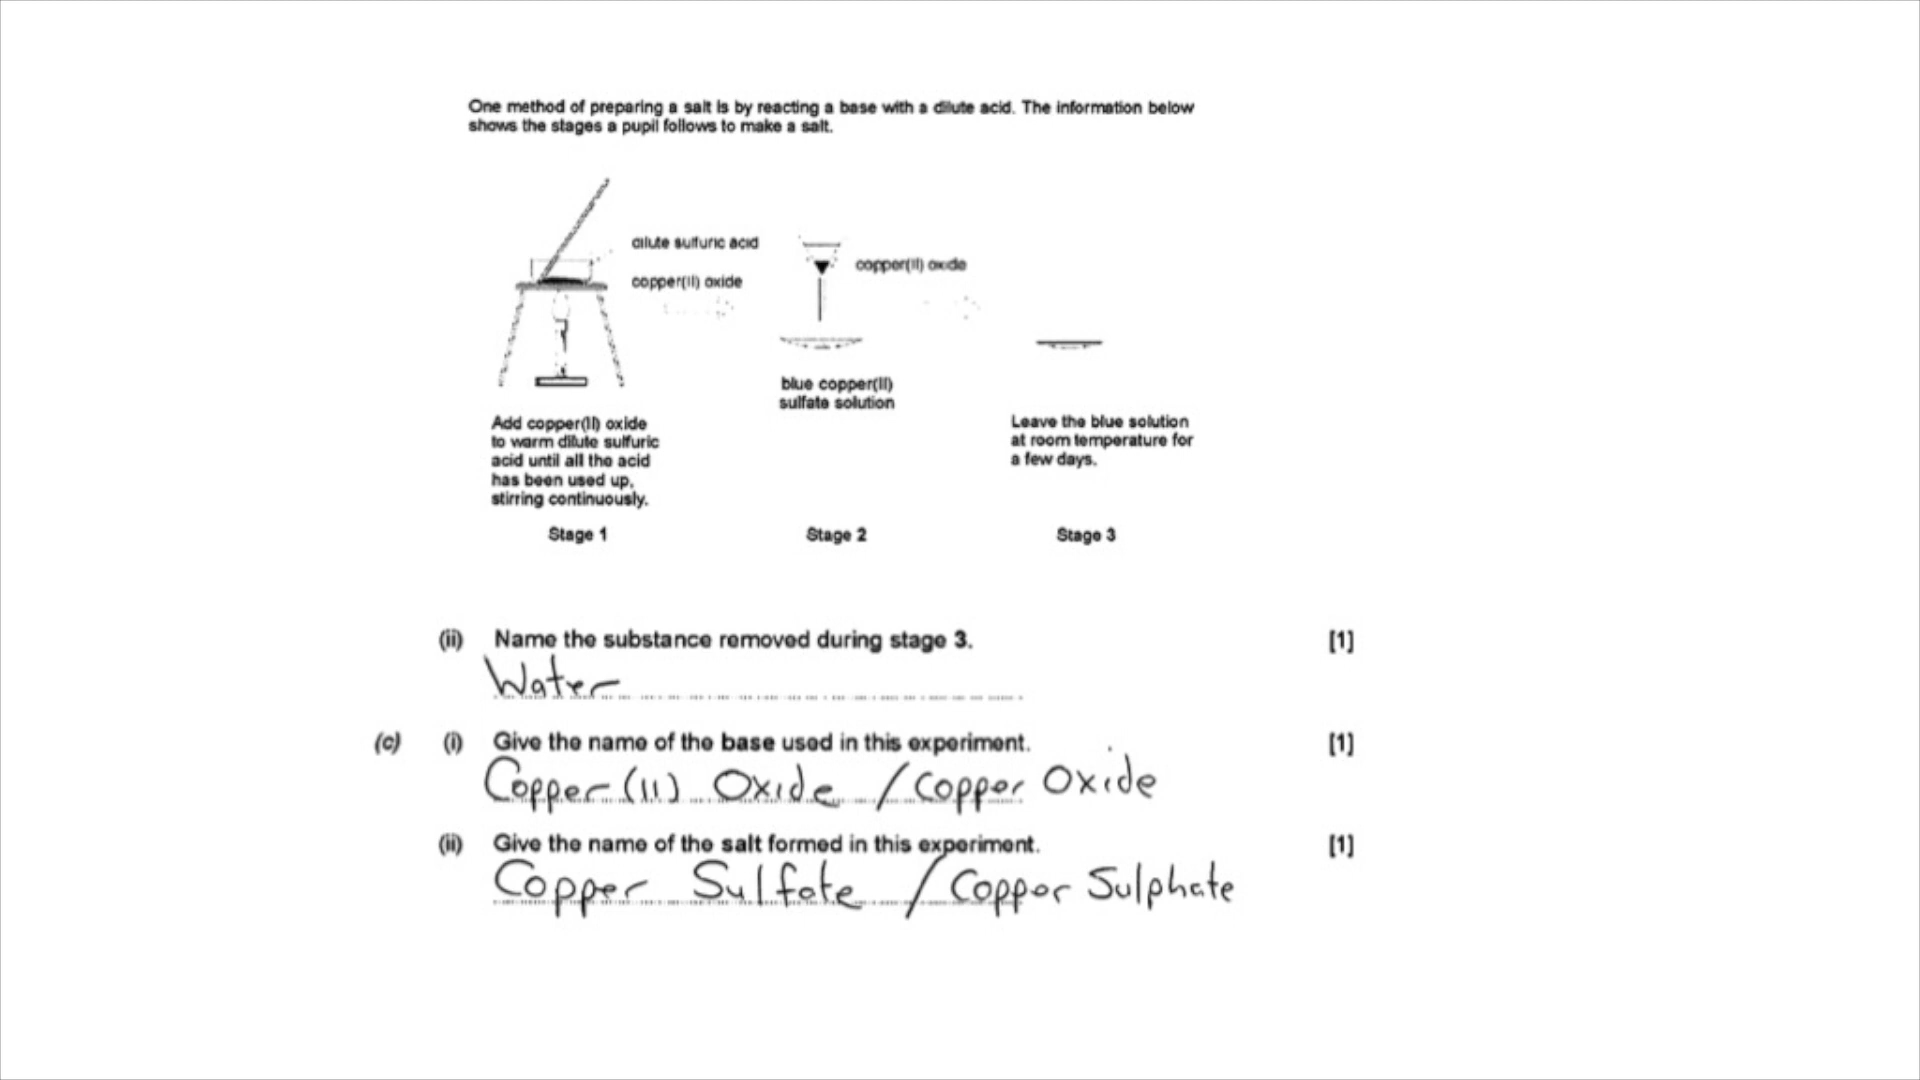 One method of preparing a salt is by reacting a base with a dilute acid. The information below
shows the stages a pupil follows to make a salt.
dilute sulfuric acid
copper(II) oxide
copper(II) oxide
blue copper(II)
sulfate solution
Add copper(II) oxide
to warm dilute sulfuric
acid until all the acid
has been used up,
stirring continuously.
Leave the blue solution
at room temperature for
a few days.
Stage 1
Stage 2
Stage 3
(ii) Name the substance removed during stage 3. [1]
Water
(c) (i) Give the name of the base used in this experiment. [1]
Copper (II) Oxide / Copper Oxide
(ii) Give the name of the salt formed in this experiment. [1]
Copper Sulfate / Copper Sulphate